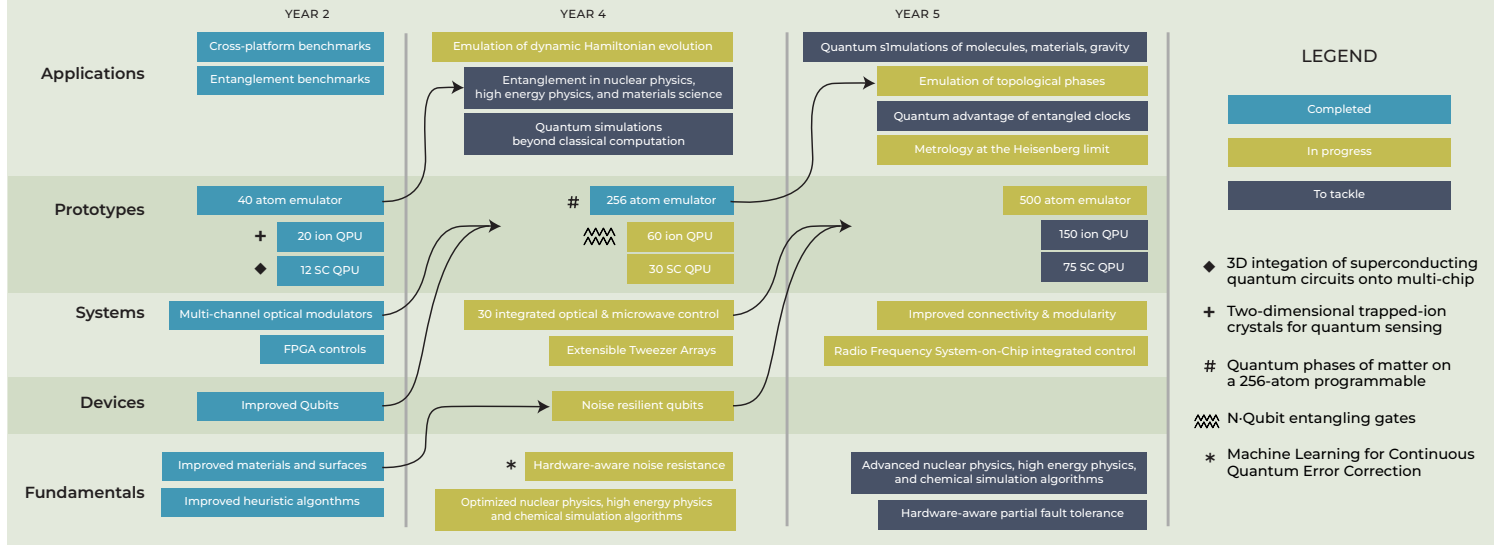 YEAR 2
YEAR 4
YEAR 5
Applications
Cross-platform benchmarks
Entanglement benchmarks
Emulation of dynamic Hamiltonian evolution
Entanglement in nuclear physics,
high energy physics, and materials science
Quantum simulations
beyond classical computation
Quantum s1mulations of molecules, materials, gravity
Emulation of topological phases
Quantum advantage of entangled clocks
Metrology at the Heisenberg limit
Prototypes
40 atom emulator
+ 20 ion QPU
◆ 12 SC QPU
# 256 atom emulator
60 ion QPU
30 SC QPU
500 atom emulator
150 ion QPU
75 SC QPU
Systems
Multi-channel optical modulators
FPGA controls
30 integrated optical & microwave control
Extensible Tweezer Arrays
Improved connectivity & modularity
Radio Frequency System-on-Chip integrated control
Devices
Improved Qubits
Noise resilient qubits
Fundamentals
Improved materials and surfaces
Improved heuristic algorithms
* Hardware-aware noise resistance
Optimized nuclear physics, high energy physics
and chemical simulation algorithms
Advanced nuclear physics, high energy physics,
and chemical simulation algorithms
Hardware-aware partial fault tolerance
LEGEND
Completed
In progress
To tackle
◆ 3D integation of superconducting
quantum circuits onto multi-chip
+ Two-dimensional trapped-ion
crystals for quantum sensing
# Quantum phases of matter on
a 256-atom programmable
N·Qubit entangling gates
* Machine Learning for Continuous
Quantum Error Correction